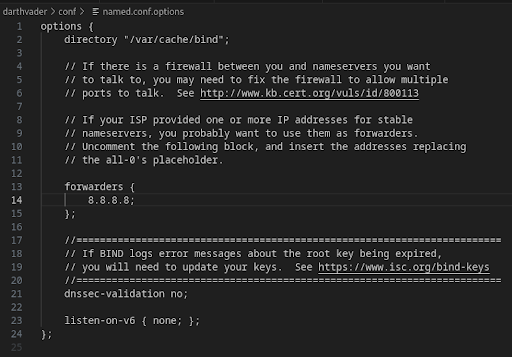 darthvader > conf > named.conf.options
1 options {
2 directory "/var/cache/bind";
3
4 // If there is a firewall between you and nameservers you want
5 // to talk to, you may need to fix the firewall to allow multiple
6 // ports to talk.  See http://www.kb.cert.org/vuls/id/800113
7
8 // If your ISP provided one or more IP addresses for stable
9 // nameservers, you probably want to use them as forwarders.
10 // Uncomment the following block, and insert the addresses replacing
11 // the all-0's placeholder.
12
13 forwarders {
14 8.8.8.8;
15 };
16
17 //========================================================================
18 // If BIND logs error messages about the root key being expired,
19 // you will need to update your keys.  See https://www.isc.org/bind-keys
20 //========================================================================
21 dnssec-validation no;
22
23 listen-on-v6 { none; };
24 };
25